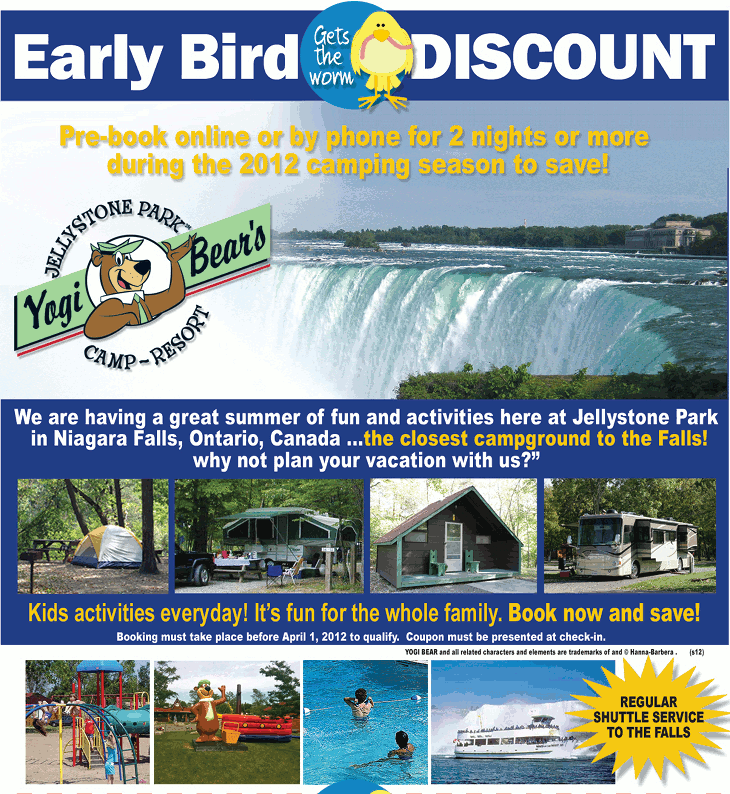 Early Bird Gets the worm DISCOUNT
Pre-book online or by phone for 2 nights or more
during the 2012 camping season to save!
JELLYSTONE PARK™
Yogi Bear's
CAMP-RESORT
We are having a great summer of fun and activities here at Jellystone Park
in Niagara Falls, Ontario, Canada ...the closest campground to the Falls!
why not plan your vacation with us?”
Kids activities everyday! It's fun for the whole family. Book now and save!
Booking must take place before April 1, 2012 to qualify. Coupon must be presented at check-in.
YOGI BEAR and all related characters and elements are trademarks of and © Hanna-Barbera . (s12)
REGULAR
SHUTTLE SERVICE
TO THE FALLS